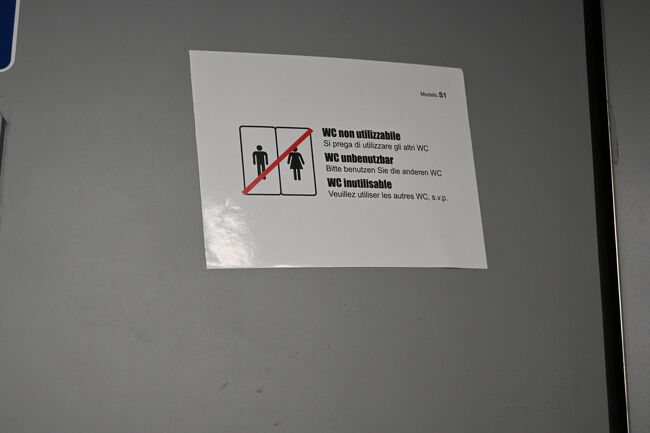 Modello S1
WC non utilizzabile
Si prega di utilizzare gli altri WC
WC unbenutzbar
Bitte benutzen Sie die anderen WC
WC inutilisable
Veuillez utiliser les autres WC, s.v.p.